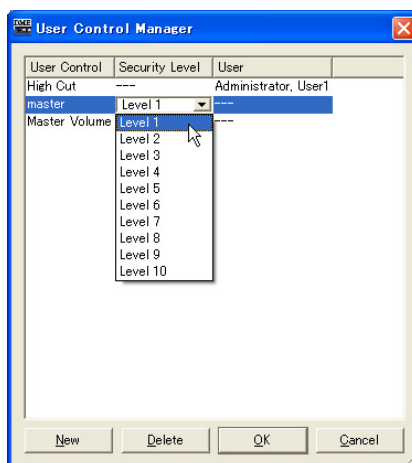 DME User Control Manager
User Control Security Level User
High Cut --- Administrator, User1
master Level 1 ---
Master Volume Level 1 ---
Level 2
Level 3
Level 4
Level 5
Level 6
Level 7
Level 8
Level 9
Level 10
New Delete OK Cancel